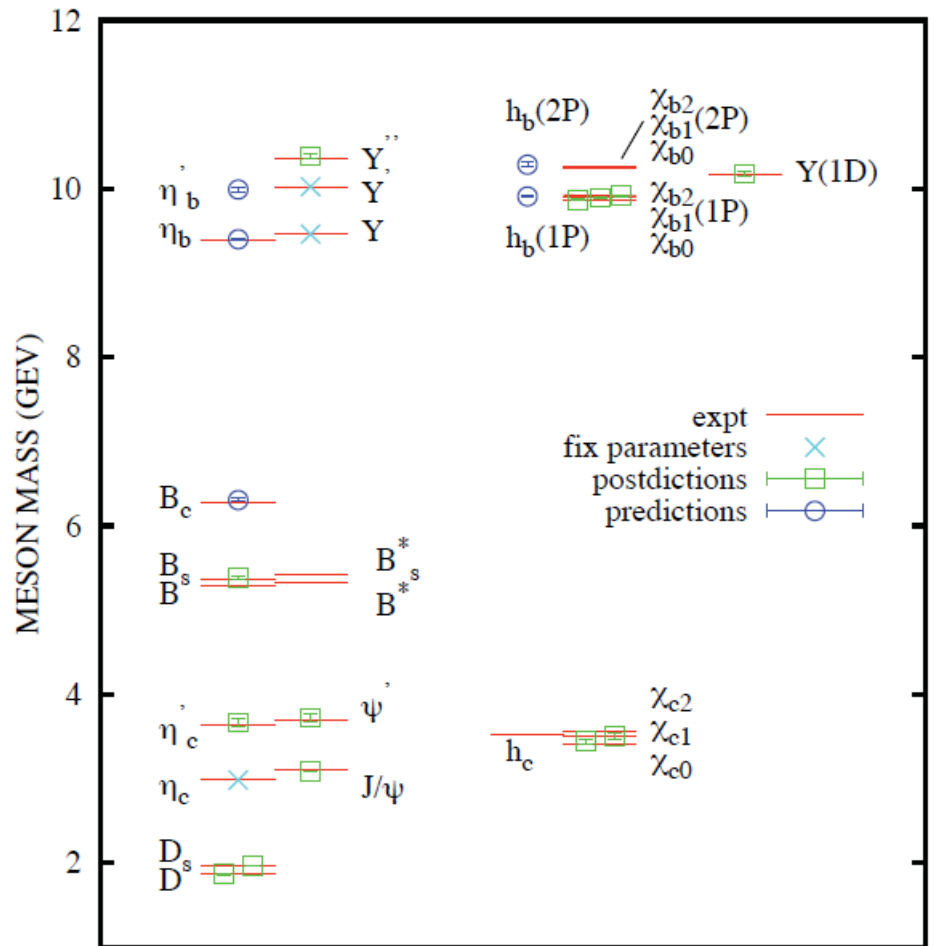 12
10
8
6
4
2
MESON MASS (GEV)
η'b
ηb
Υ''
Υ'
Υ
hb(2P)
χb2
χb1(2P)
χb0
Υ(1D)
χb2
χb1(1P)
χb0
hb(1P)
expt
fix parameters
postdictions
predictions
Bc
Bs
B
B*s
B*
η'c
ψ'
ηc
J/ψ
χc2
χc1
χc0
hc
Ds
D